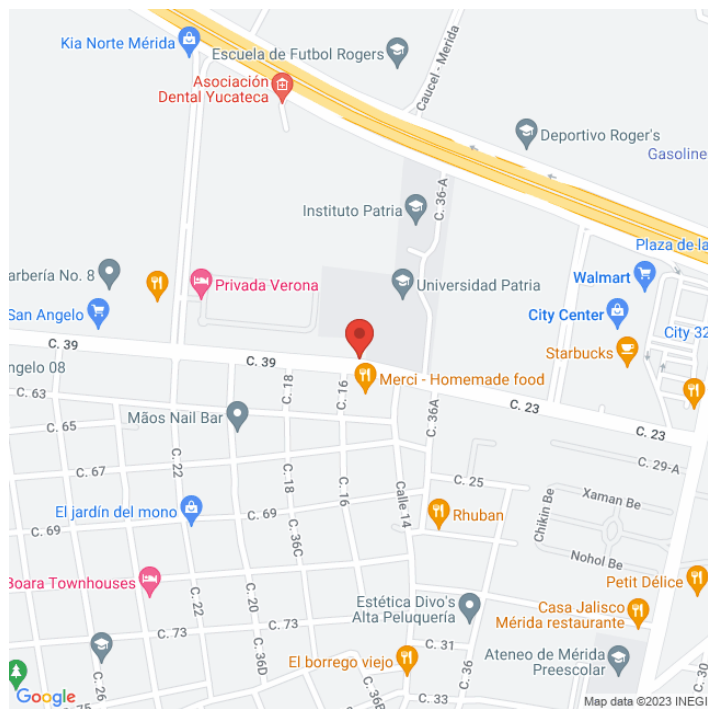 Kia Norte Mérida
Escuela de Futbol Rogers
Asociación
Dental Yucateca
Caucel - Merida
Deportivo Roger's
Gasoline
C. 36-A
Instituto Patria
Plaza de la
arbería No. 8
Privada Verona
Universidad Patria
Walmart
San Angelo
City Center
City 32
C. 39
Starbucks
ngelo 08
C. 39
Merci - Homemade food
C. 63
C. 18
C. 16
C. 36A
C. 23
C. 23
Mãos Nail Bar
C. 65
C. 22
C. 29-A
C. 67
C. 25
C. 18
C. 16
Xaman Be
Chikin Be
El jardín del mono
C. 69
Calle 14
Rhuban
C. 69
C. 36C
Nohol Be
Boara Townhouses
Petit Délice
C. 22
C. 20
Estética Divo's
Alta Peluquería
Casa Jalisco
Mérida restaurante
C. 73
C. 73
C. 31
C. 36D
El borrego viejo
C. 36
Ateneo de Mérida
Preescolar
C. 26
C. 36B
C. 33
C. 30
Google
Map data ©2023 INEGI